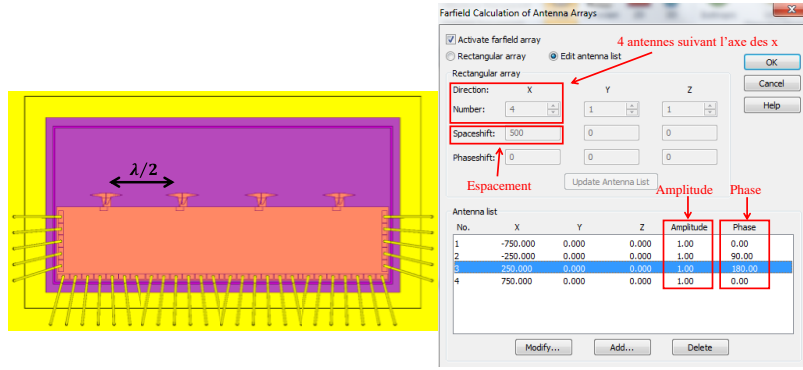 λ/2
Farfield Calculation of Antenna Arrays
Activate farfield array
4 antennes suivant l'axe des x
Rectangular array Edit antenna list
OK
Rectangular array
Cancel
Direction: X Y Z
Help
Number: 4 1 1
Spaceshift: 500 0 0
Phaseshift: 0 0 0
Espacement
Update Antenna List
Amplitude Phase
Antenna list
No. X Y Z Amplitude Phase
1 -750.000 0.000 0.000 1.00 0.00
2 -250.000 0.000 0.000 1.00 90.00
3 250.000 0.000 0.000 1.00 180.00
4 750.000 0.000 0.000 1.00 0.00
Modify... Add... Delete